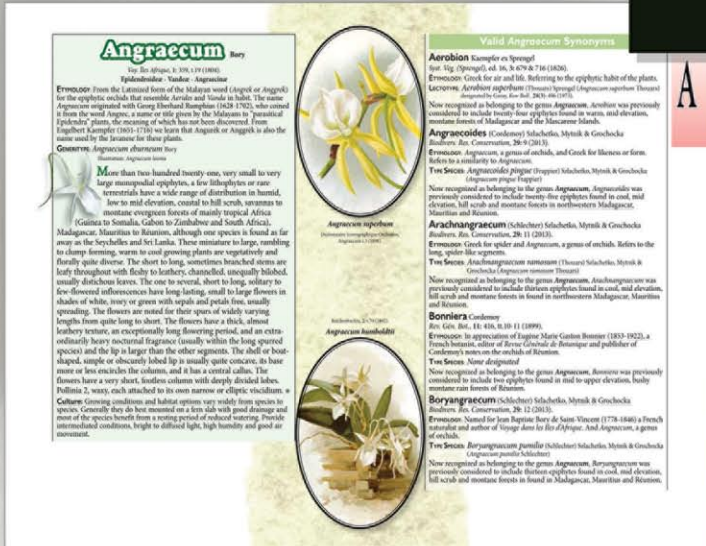 Angraecum Bory
Voy. Îles Afrique, 1: 359, t.19 (1804).
Epidendroideæ - Vandeæ - Angraecinæ
ETYMOLOGY: From the Latinized form of the Malayan word (Angrek or Anggrék)
for the epiphytic orchids that resemble Aerides and Vanda in habit. The name
Angraecum originated with Georg Eberhard Rumphius (1628-1702), who coined
it from the word Angrec, a name or title given by the Malayans to "parasitical
Epidendra" plants, the meaning of which has not been discovered. From
Engelbert Kaempfer (1651-1716) we learn that Angurék or Anggrék is also the
name used by the Javanese for these plants.
GENERITYPE: Angraecum eburneum Bory
Illustration: Angraecum leonis
More than two-hundred twenty-one, very small to very
large monopodial epiphytes, a few lithophytes or rare
terrestrials have a wide range of distribution in humid,
low to mid elevation, coastal to hill scrub, savannas to
montane evergreen forests of mainly tropical Africa
(Guinea to Somalia, Gabon to Zimbabwe and South Africa),
Madagascar, Mauritius to Réunion, although one species is found as far
away as the Seychelles and Sri Lanka. These miniature to large, rambling
to clump forming, warm to cool growing plants are vegetatively and
florally quite diverse. The short to long, sometimes branched stems are
leafy throughout with fleshy to leathery, channelled, unequally bilobed,
usually distichous leaves. The one to several, short to long, solitary to
few-flowered inflorescences have long-lasting, small to large flowers in
shades of white, ivory or green with sepals and petals free, usually
spreading. The flowers are noted for their spurs of widely varying
lengths from quite long to short. The flowers have a thick, almost
leathery texture, an exceptionally long flowering period, and an extra-
ordinarily heavy nocturnal fragrance (usually within the long spurred
species) and the lip is larger than the other segments. The shell or boat-
shaped, simple or obscurely lobed lip is usually quite concave, its base
more or less encircles the column, and it has a central callus. The
flowers have a very short, footless column with deeply divided lobes.
Pollinia 2, waxy, each attached to its own narrow or elliptic viscidium.
CULTURE: Growing conditions and habitat options vary widely from species to
species. Generally they do best mounted on a fern slab with good drainage and
most of the species benefit from a resting period of reduced watering. Provide
intermediated conditions, bright to diffused light, high humidity and good air
movement.
Angraecum superbum
Dictionnaire Iconographique Orchidées,
Angraecum t.3 (1898).
Angraecum humboldtii
Valid Angraecum Synonyms
Aerobion Kaempfer ex Sprengel
Syst. Veg. (Sprengel), ed. 16, 3: 679 & 716 (1826).
ETYMOLOGY: Greek for air and life. Referring to the epiphytic habit of the plants.
LECTOTYPE: Aerobion superbum (Thouars) Sprengel (Angraecum superbum Thouars)
designated by Garay, Kew Bull., 28(3): 496 (1973).
Now recognized as belonging to the genus Angraecum, Aerobion was previously
considered to include twenty-four epiphytes found in warm, mid-elevation,
montane forests of Madagascar and the Mascarene Islands.
Angraecoides (Cordemoy) Szlachetko, Mytnik & Grochocka
Biodivers. Res. Conservation, 29: 9 (2013).
ETYMOLOGY: Angraecum, a genus of orchids, and Greek for likeness or form.
Refers to a similarity to Angraecum.
TYPE SPECIES: Angraecoides pingue (Frappier) Szlachetko, Mytnik & Grochocka
(Angraecum pingue Frappier)
Now recognized as belonging to the genus Angraecum, Angraecoides was
previously considered to include twenty-five epiphytes found in cool, mid
elevation, hill scrub and montane forests in northwestern Madagascar,
Mauritius and Réunion.
Arachnangraecum (Schlechter) Szlachetko, Mytnik & Grochocka
Biodivers. Res. Conservation, 29: 11 (2013).
ETYMOLOGY: Greek for spider and Angraecum, a genus of orchids. Refers to the
long, spider-like segments.
TYPE SPECIES: Arachnangraecum ramosum (Thouars) Szlachetko, Mytnik &
Grochocka (Angraecum ramosum Thouars)
Now recognized as belonging to the genus Angraecum, Arachnangraecum was
previously considered to include thirteen epiphytes found in cool, mid elevation,
hill scrub and montane forests in found in northwestern Madagascar, Mauritius
and Réunion.
Bonniera Cordemoy
Rev. Gén. Bot., 11: 416, tt.10-11 (1899).
ETYMOLOGY: In appreciation of Eugène Marie Gaston Bonnier (1853-1922), a
French botanist, editor of Revue Générale de Botanique and publisher of
Cordemoy's notes on the orchids of Réunion.
TYPE SPECIES: None designated
Now recognized as belonging to the genus Angraecum, Bonniera was previously
considered to include two epiphytes found in mid to upper elevation, bushy
montane rain forests of Réunion.
Boryangraecum (Schlechter) Szlachetko, Mytnik & Grochocka
Biodivers. Res. Conservation, 29: 12 (2013).
ETYMOLOGY: Named for Jean Baptiste Bory de Saint-Vincent (1778-1846) a French
naturalist and author of Voyage dans les Îles d'Afrique. And Angraecum, a genus
of orchids.
TYPE SPECIES: Boryangraecum pumilio (Schlechter) Szlachetko, Mytnik & Grochocka
(Angraecum pumilio Schlechter)
Now recognized as belonging to the genus Angraecum, Boryangraecum was
previously considered to include thirteen epiphytes found in cool, mid elevation,
hill scrub and montane forests in found in Madagascar, Mauritius and Réunion.
A